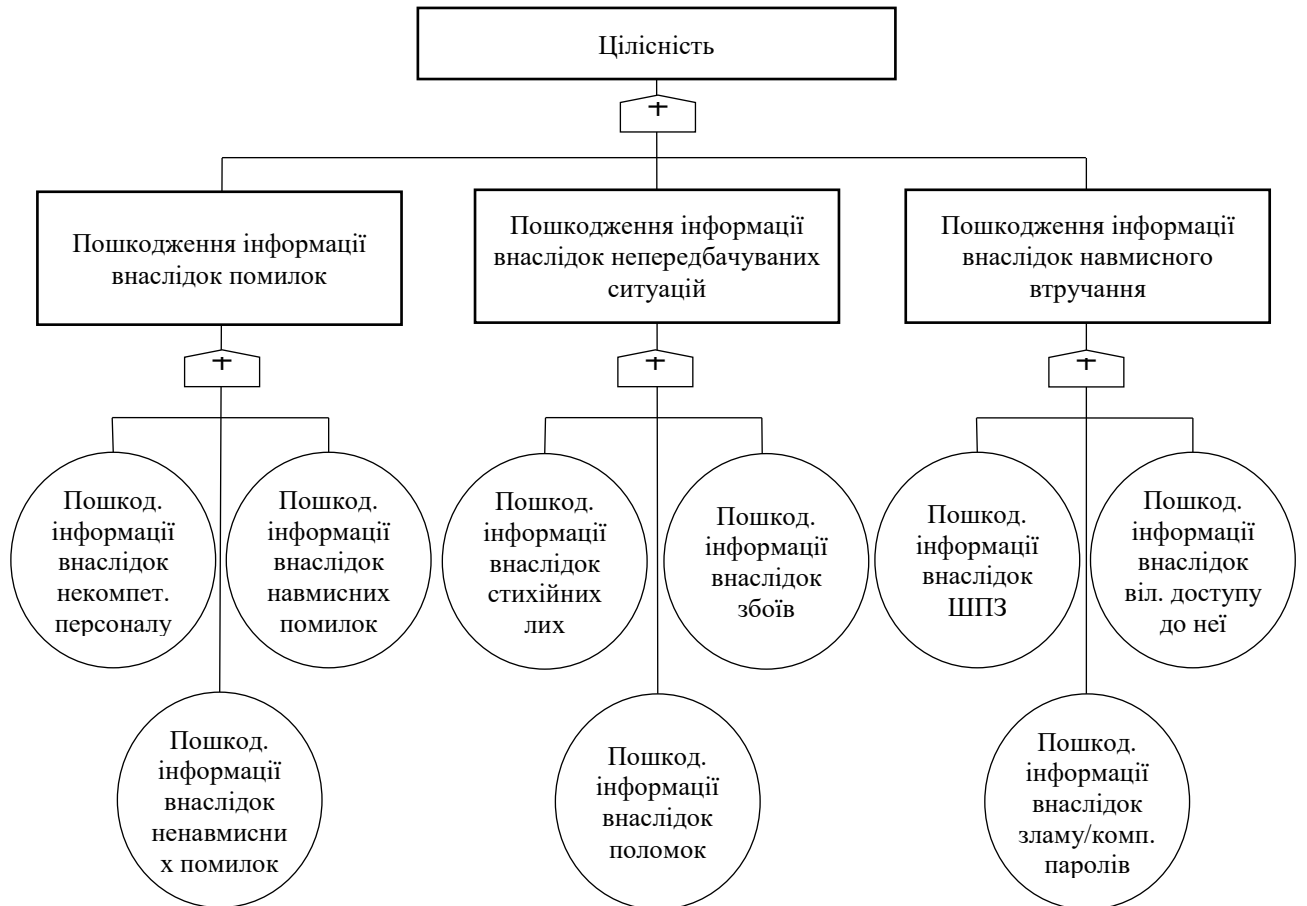 Цілісність
Пошкодження інформації
внаслідок помилок
Пошкодження інформації
внаслідок непередбачуваних
ситуацій
Пошкодження інформації
внаслідок навмисного
втручання
Пошкод.
інформації
внаслідок
некомпет.
персоналу
Пошкод.
інформації
внаслідок
навмисних
помилок
Пошкод.
інформації
внаслідок
стихійних
лих
Пошкод.
інформації
внаслідок
збоїв
Пошкод.
інформації
внаслідок
ШПЗ
Пошкод.
інформації
внаслідок
віл. доступу
до неї
Пошкод.
інформації
внаслідок
ненавмисни
х помилок
Пошкод.
інформації
внаслідок
поломок
Пошкод.
інформації
внаслідок
зламу/комп.
паролів